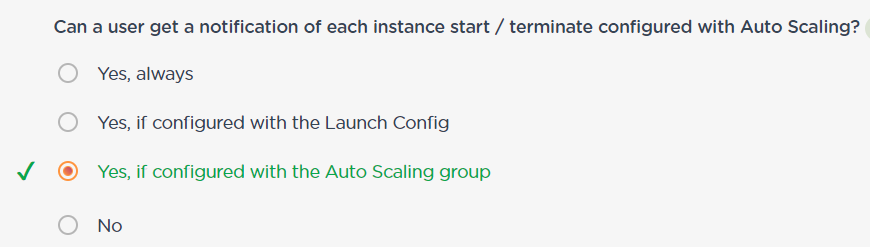 Can a user get a notification of each instance start / terminate configured with Auto Scaling?
Yes, always
Yes, if configured with the Launch Config
Yes, if configured with the Auto Scaling group
No